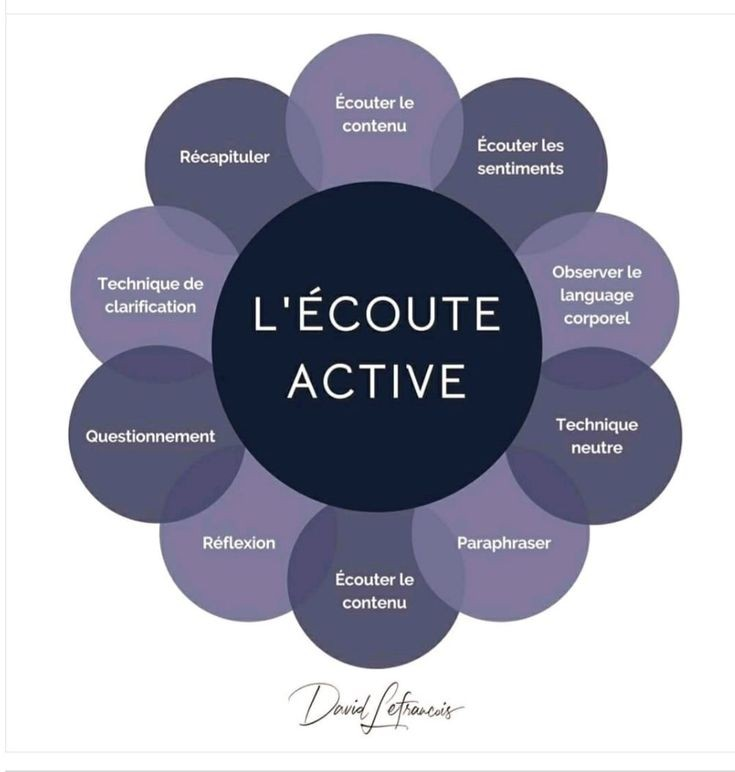 L'ÉCOUTE
ACTIVE
Écouter le
contenu
Écouter les
sentiments
Observer le
language
corporel
Technique
neutre
Paraphraser
Écouter le
contenu
Réflexion
Questionnement
Technique de
clarification
Récapituler
David Lefrancois